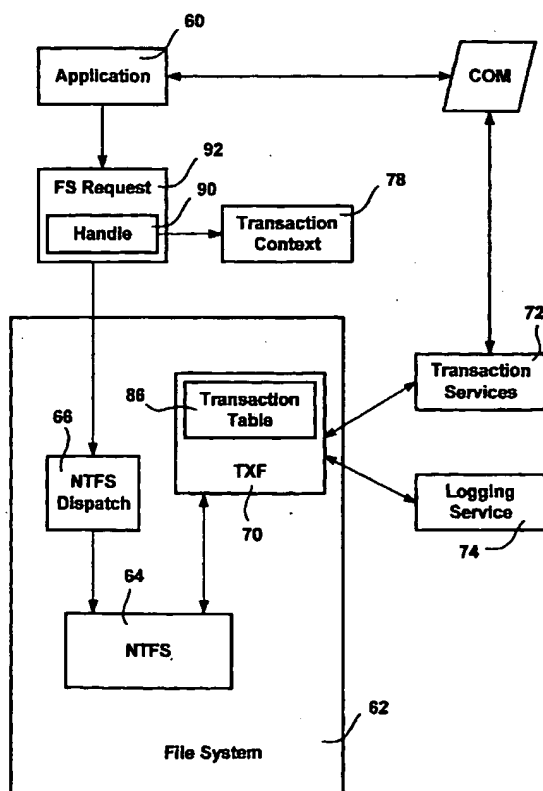 60
Application
COM
92
FS Request
90
Handle
78
Transaction
Context
72
Transaction
Services
86
Transaction
Table
TXF
70
66
NTFS
Dispatch
Logging
Service
74
64
NTFS
62
File System